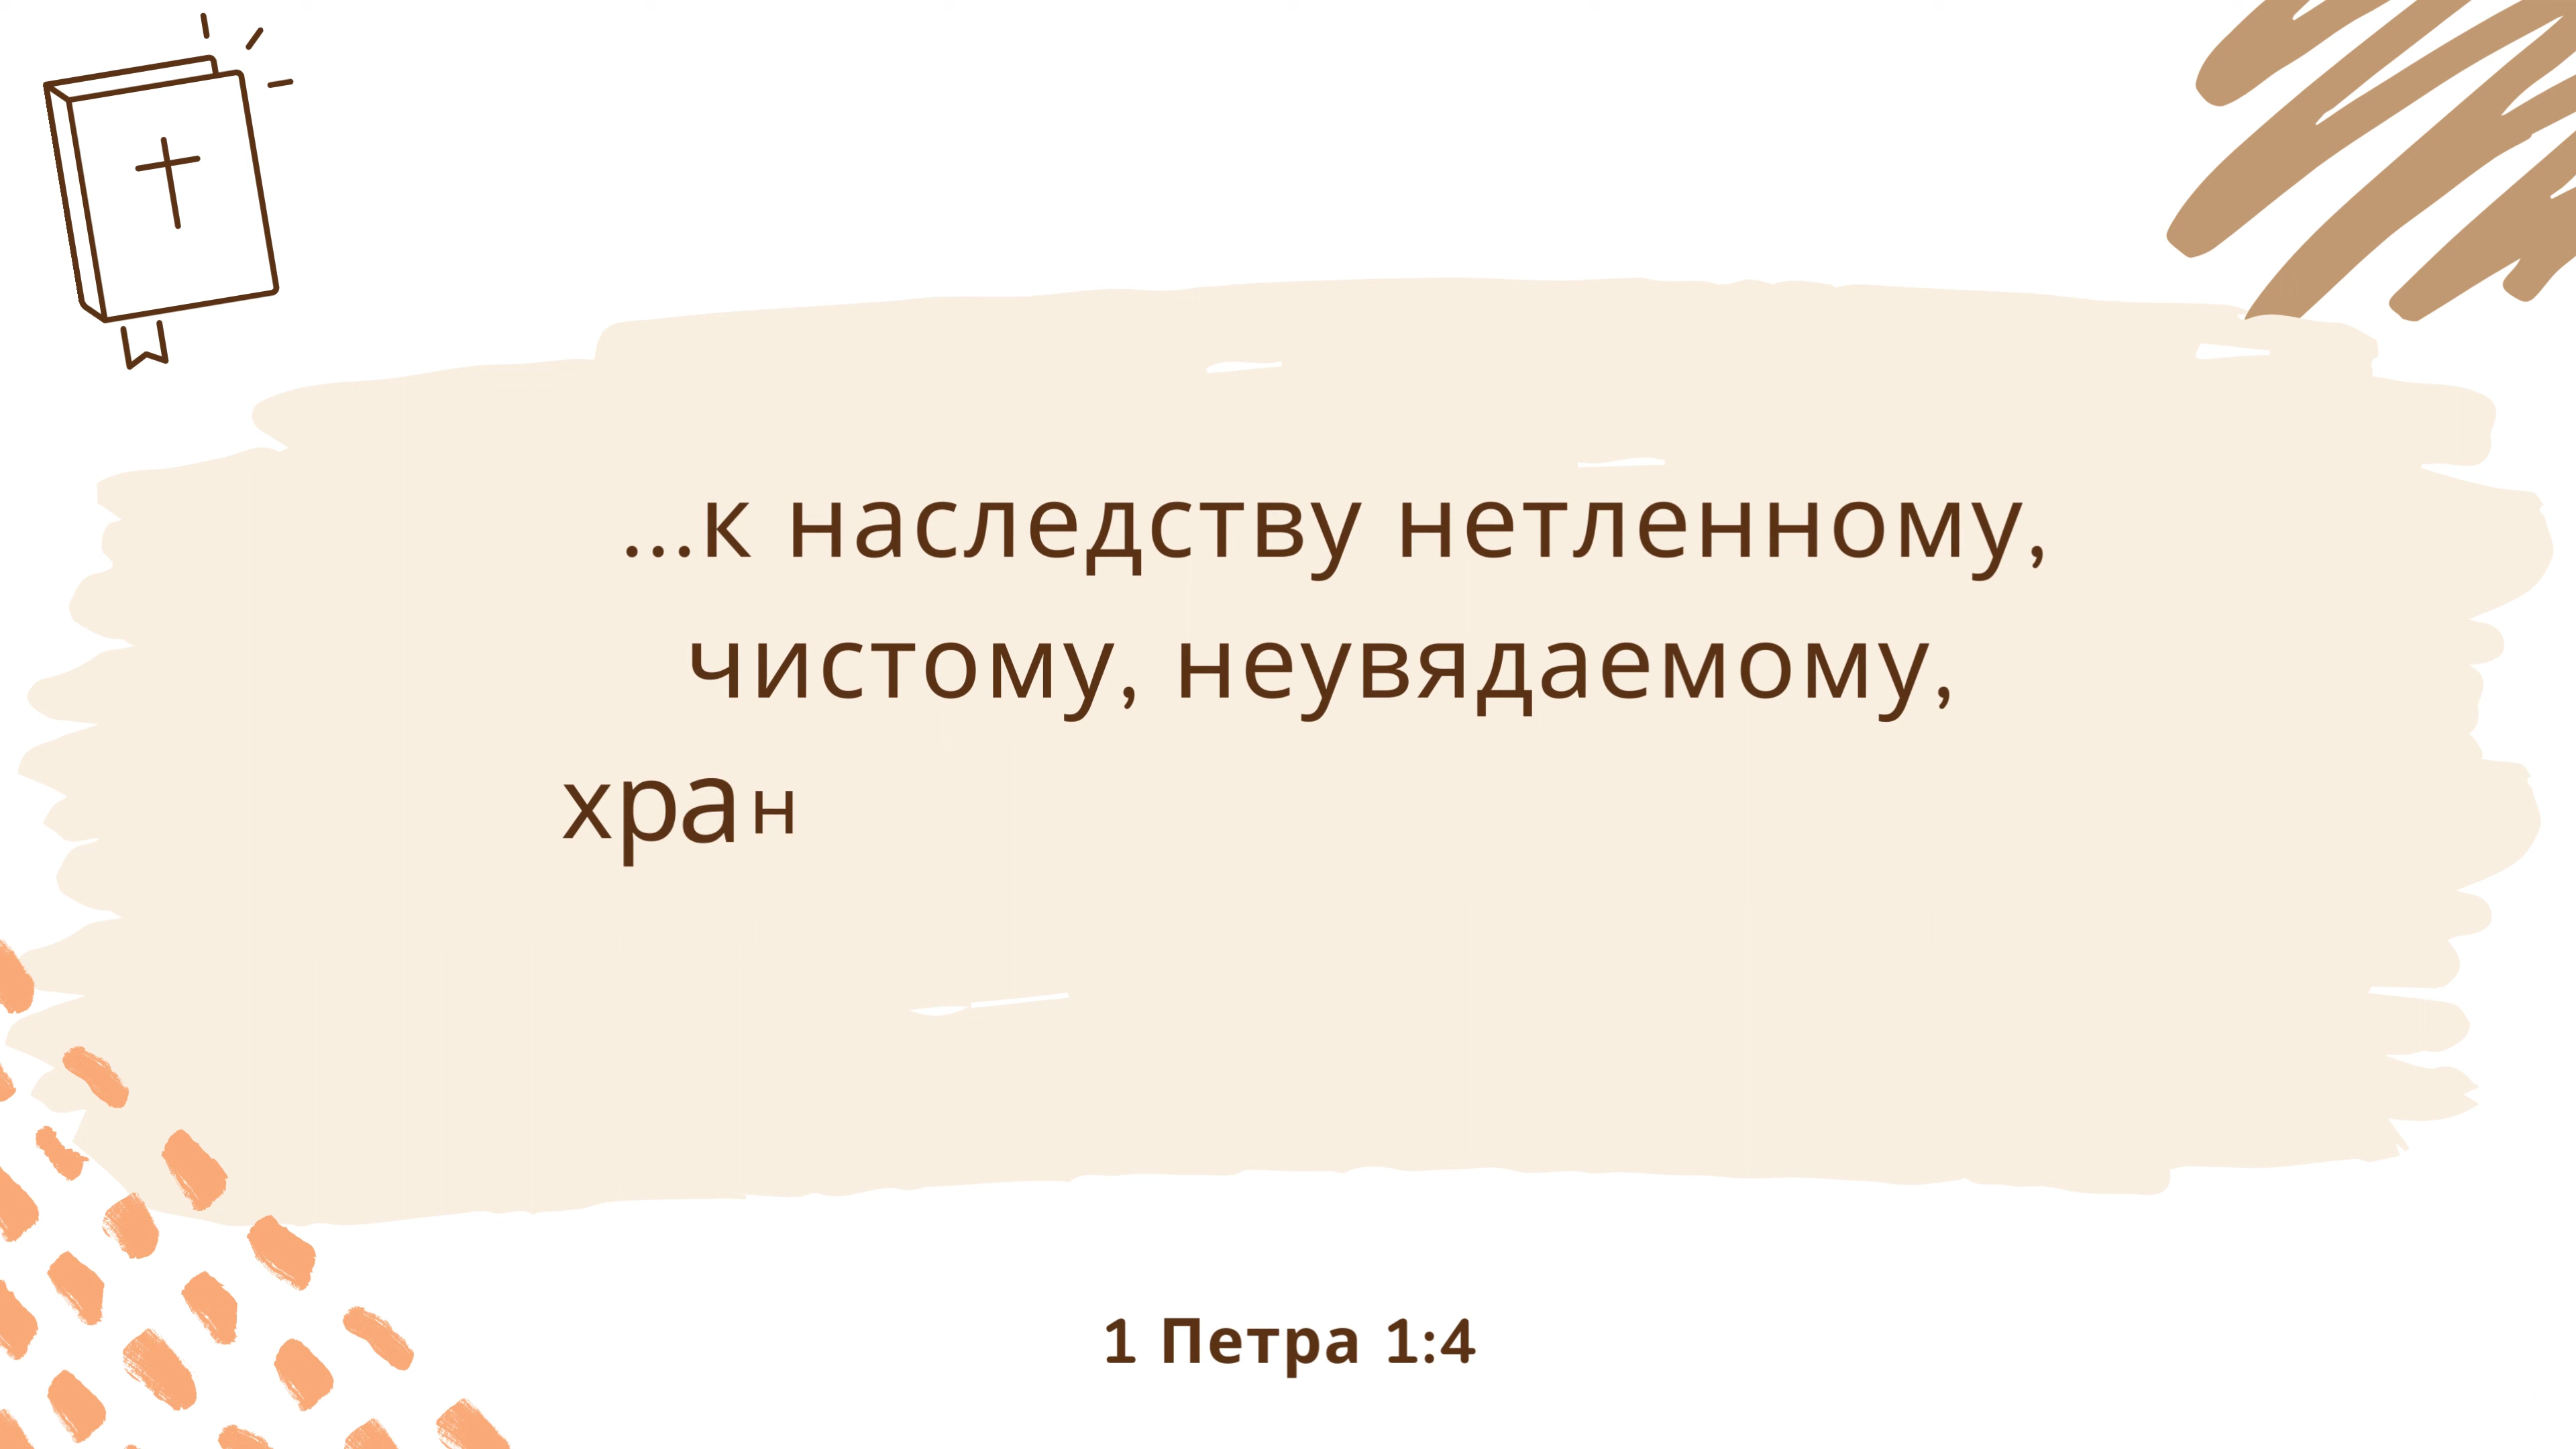 ...к наследству нетленному,
чистому, неувядаемому,
хран
1 Петра 1:4